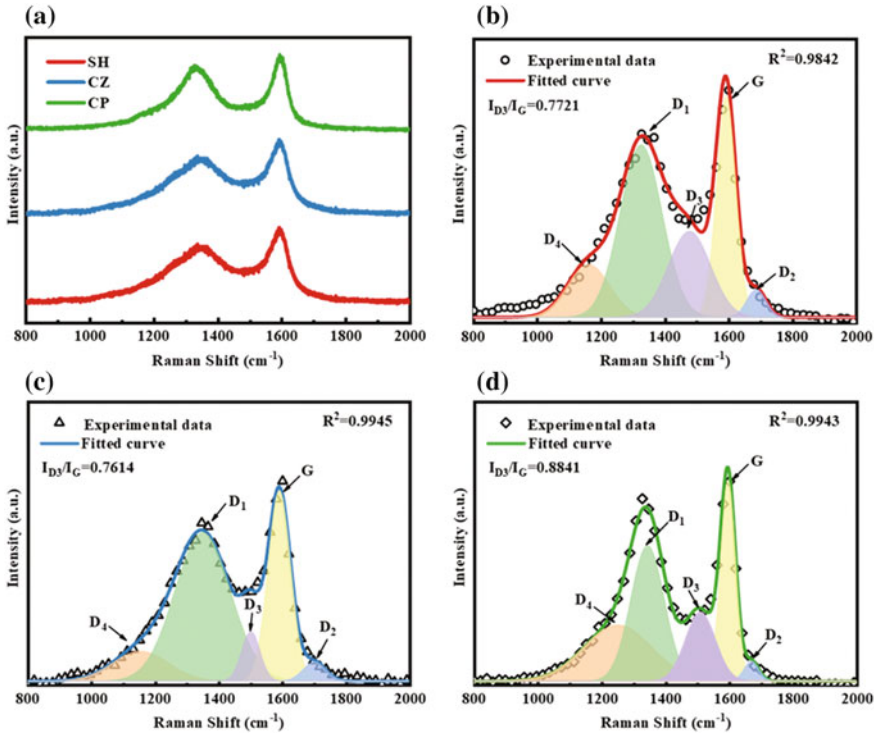 (a)
SH
CZ
CP
Intensity (a.u.)
800 1000 1200 1400 1600 1800 2000
Raman Shift (cm⁻¹)
(b)
Experimental data
R²=0.9842
Fitted curve
G
I_D3/I_G=0.7721
D₁
D₃
D₄
D₂
Intensity (a.u.)
800 1000 1200 1400 1600 1800 2000
Raman Shift (cm⁻¹)
(c)
Experimental data
R²=0.9945
Fitted curve
I_D3/I_G=0.7614
G
D₁
D₃
D₄
D₂
Intensity (a.u.)
800 1000 1200 1400 1600 1800 2000
Raman Shift (cm⁻¹)
(d)
Experimental data
R²=0.9943
Fitted curve
I_D3/I_G=0.8841
G
D₁
D₃
D₄
D₂
Intensity (a.u.)
800 1000 1200 1400 1600 1800 2000
Raman Shift (cm⁻¹)